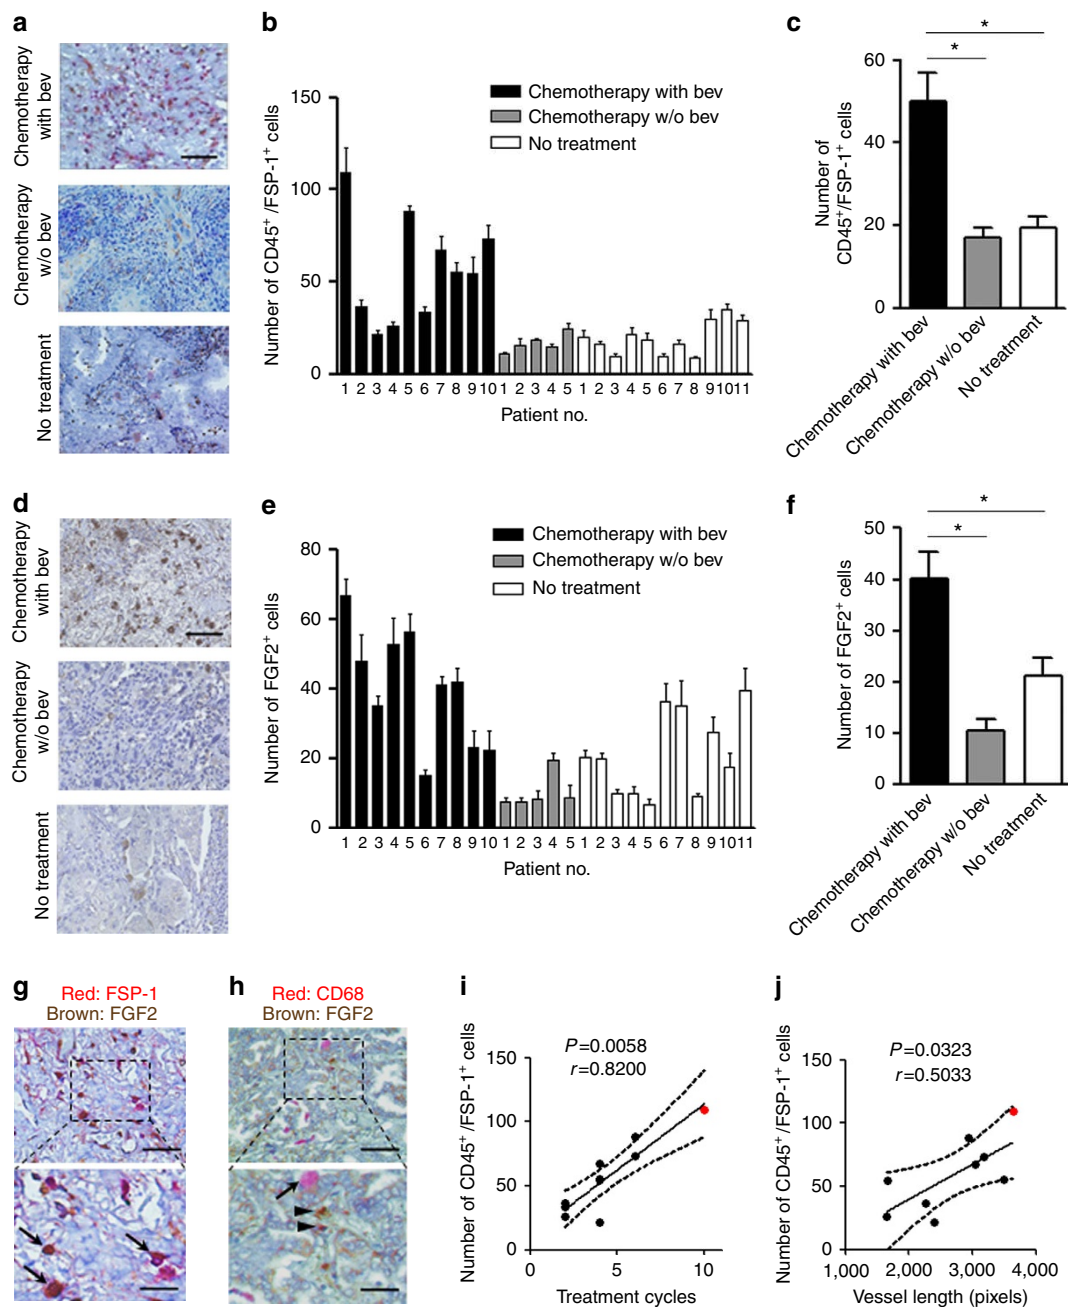 a
Chemotherapy
with bev
Chemotherapy
w/o bev
No treatment
b
Number of CD45⁺/FSP-1⁺ cells
150
100
50
0
Chemotherapy with bev
Chemotherapy w/o bev
No treatment
1 2 3 4 5 6 7 8 9 10 1 2 3 4 5 1 2 3 4 5 6 7 8 9 10 11
Patient no.
c
Number of
CD45⁺/FSP-1⁺ cells
60
40
20
0
*
*
Chemotherapy with bev
Chemotherapy w/o bev
No treatment
d
Chemotherapy
with bev
Chemotherapy
w/o bev
No treatment
e
Number of FGF2⁺ cells
80
60
40
20
0
Chemotherapy with bev
Chemotherapy w/o bev
No treatment
1 2 3 4 5 6 7 8 9 10 1 2 3 4 5 1 2 3 4 5 6 7 8 9 10 11
Patient no.
f
Number of FGF2⁺ cells
50
40
30
20
10
0
*
*
Chemotherapy with bev
Chemotherapy w/o bev
No treatment
g
Red: FSP-1
Brown: FGF2
h
Red: CD68
Brown: FGF2
i
Number of CD45⁺/FSP-1⁺ cells
150
100
50
0
P=0.0058
r=0.8200
0 5 10
Treatment cycles
j
Number of CD45⁺/FSP-1⁺ cells
150
100
50
0
P=0.0323
r=0.5033
1,000 2,000 3,000 4,000
Vessel length (pixels)